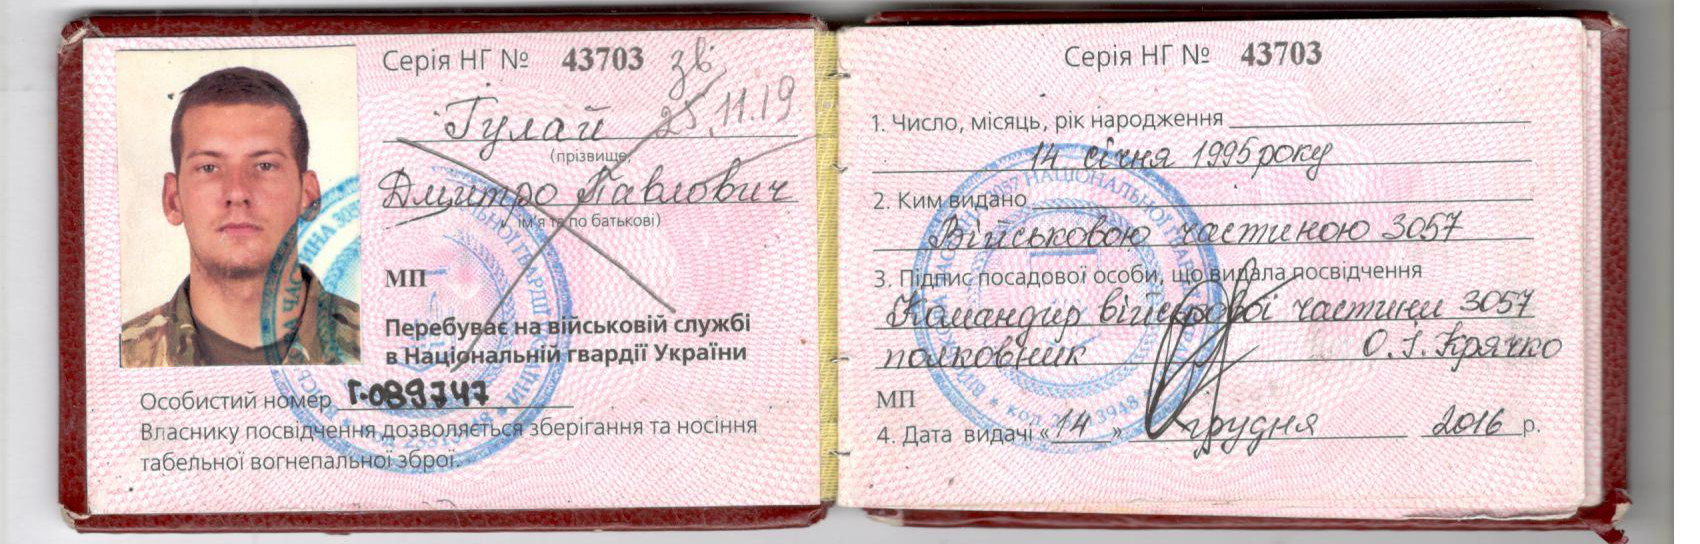 Серія НГ № 43703
зв.
25.11.19
Гулай
(прізвище,
Дмитро Павлович
ім'я та по батькові)
МП
Перебуває на військовій службі
в Національній гвардії України
Особистий номер Г-089747
Власнику посвідчення дозволяється зберігання та носіння
табельної вогнепальної зброї.
Серія НГ № 43703
1. Число, місяць, рік народження
14 січня 1995 року
2. Ким видано
Військовою частиною 3057
3. Підпис посадової особи, що видала посвідчення
Командир військової частини 3057
полковник О.І. Крячко
МП
4. Дата видачі «14» грудня 2016 р.